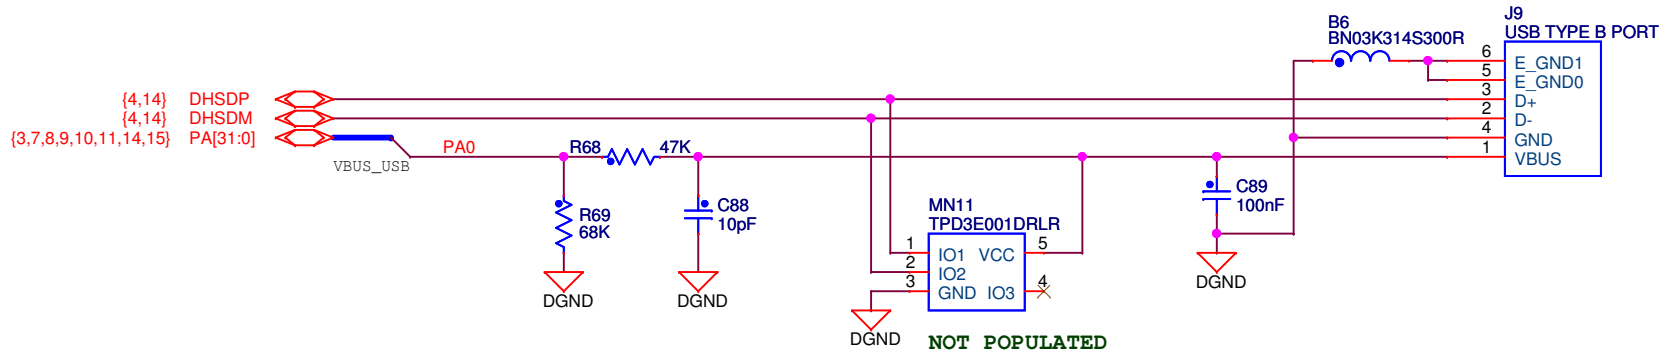 J9
USB TYPE B PORT
B6
BN03K314S300R
6
E_GND1
5
E_GND0
{4,14} DHSDP
3
D+
{4,14} DHSDM
2
D-
{3,7,8,9,10,11,14,15} PA[31:0]
4
GND
VBUS_USB
PA0
R68
47K
1
VBUS
R69
68K
C88
10pF
MN11
TPD3E001DRLR
C89
100nF
1
IO1
VCC
5
2
IO2
3
GND
IO3
4
DGND
DGND
DGND
DGND
NOT POPULATED